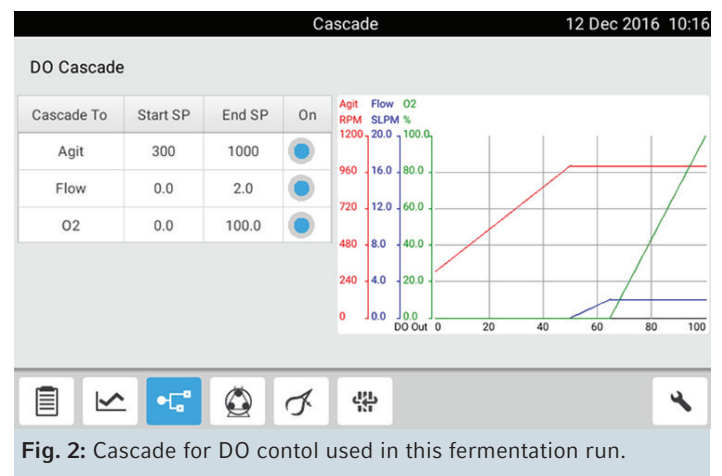 Cascade 12 Dec 2016 10:16
DO Cascade
Cascade To Start SP End SP On
Agit 300 1000
Flow 0.0 2.0
O2 0.0 100.0
Agit Flow O2
RPM SLPM %
1200 20.0 100.0
960 16.0 80.0
720 12.0 60.0
480 8.0 40.0
240 4.0 20.0
0 0.0 0.0
DO Out 0 20 40 60 80 100
Fig. 2: Cascade for DO contol used in this fermentation run.